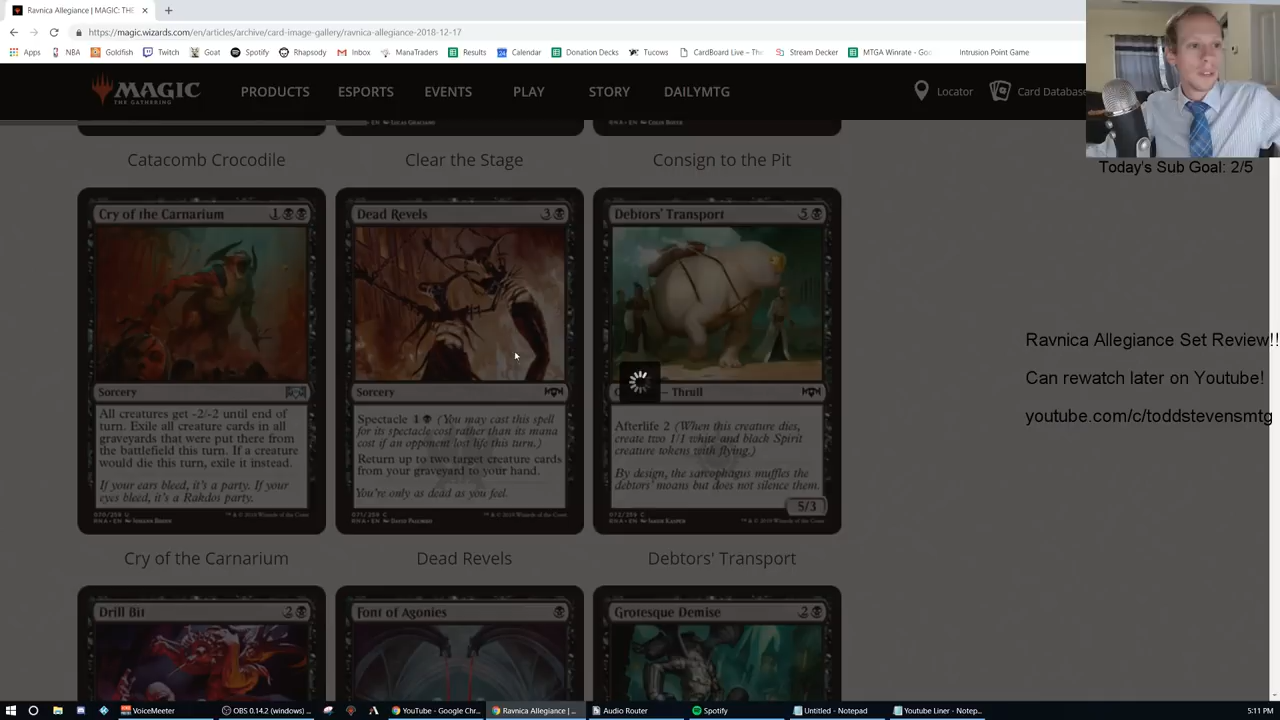 Ravnica Allegiance | MAGIC: THE
https://magic.wizards.com/en/articles/archive/card-image-gallery/ravnica-allegiance-2018-12-17
Apps NBA Goldfish Twitch Goat Spotify Rhapsody Inbox ManaTraders Results Calendar Donation Decks Tucows CardBoard Live – The Stream Decker MTGA Winrate - Goo Intrusion Point Game
MAGIC THE GATHERING PRODUCTS ESPORTS EVENTS PLAY STORY DAILYMTG Locator Card Database
Today's Sub Goal: 2/5
Catacomb Crocodile Clear the Stage Consign to the Pit
Cry of the Carnarium 1
Sorcery
All creatures get -2/-2 until end
of turn. Exile all creature cards in all
graveyards that were put there from
the battlefield this turn. If a creature
would die this turn, exile it instead.
If your ears bleed, it's a party. If your
eyes bleed, it's a Rakdos party.
Dead Revels 3
Sorcery
Spectacle 1 (You may cast this
spell for its spectacle cost rather than its mana
cost if an opponent lost life this turn.)
Return up to two target creature cards
from your graveyard to your hand.
You're only as dead as you feel.
Debtors' Transport 5
— Thrull
Afterlife 2 (When this creature dies,
create two 1/1 white and black Spirit
creature tokens with flying.)
By design, the sarcophagus muffles the
debtors' moans but does not silence them.
5/3
Cry of the Carnarium Dead Revels Debtors' Transport
Drill Bit 2 Font of Agonies Grotesque Demise 2
Ravnica Allegiance Set Review!!
Can rewatch later on Youtube!
youtube.com/c/toddstevensmtg
VoiceMeeter OBS 0.14.2 (windows) ... YouTube - Google Chr... Ravnica Allegiance |... Audio Router Spotify Untitled - Notepad Youtube Liner - Notep... 5:11 PM